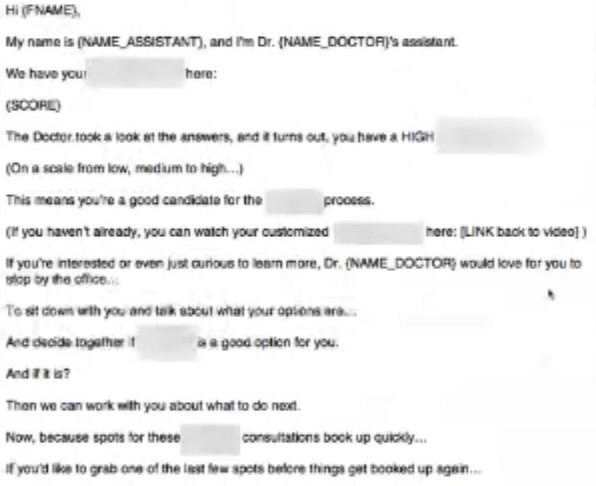 Hi {FNAME},
My name is {NAME_ASSISTANT}, and I'm Dr. {NAME_DOCTOR}'s assistant.
We have your here:
{SCORE}
The Doctor took a look at the answers, and it turns out, you have a HIGH
(On a scale from low, medium to high...)
This means you're a good candidate for the process.
(If you haven't already, you can watch your customized here: [LINK back to video] )
If you're interested or even just curious to learn more, Dr. {NAME_DOCTOR} would love for you to
stop by the office...
To sit down with you and talk about what your options are...
And decide together if is a good option for you.
And if it is?
Then we can work with you about what to do next.
Now, because spots for these consultations book up quickly...
If you'd like to grab one of the last few spots before things get booked up again...